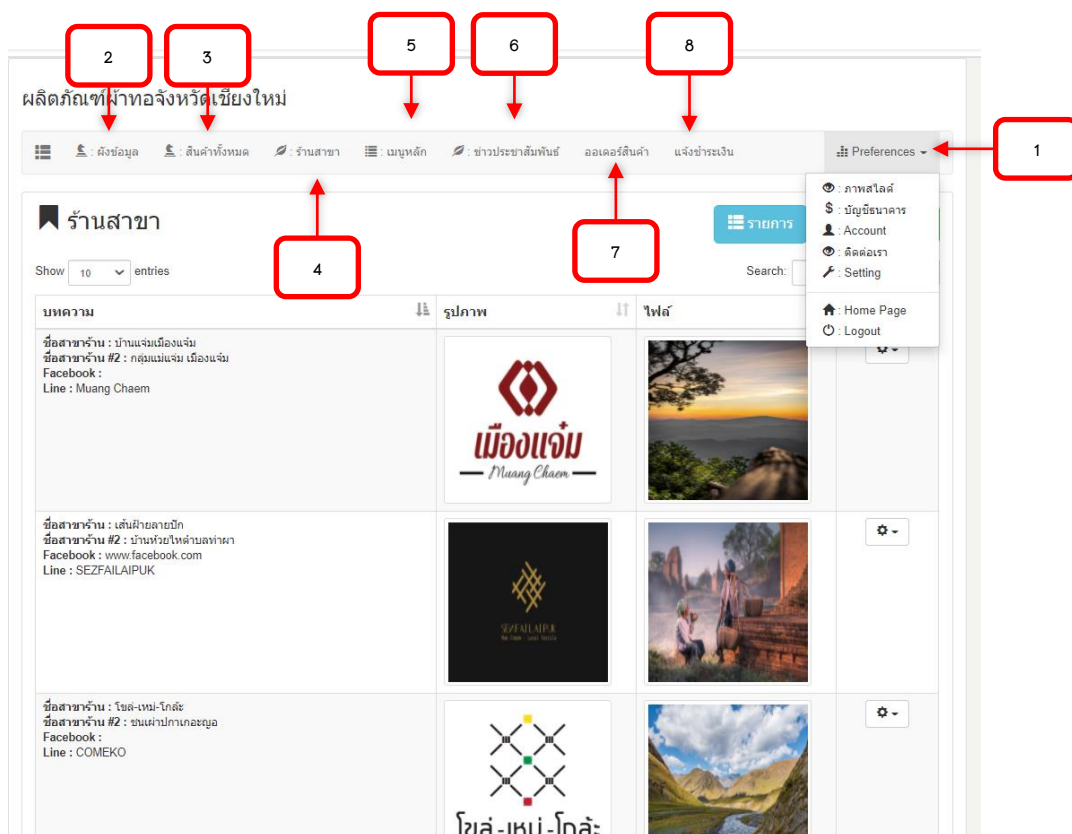 2
3
5
6
8
ผลิตภัณฑ์ผ้าทอจังหวัดเชียงใหม่
: ผังข้อมูล : สินค้าทั้งหมด : ร้านสาขา : เมนูหลัก : ข่าวประชาสัมพันธ์ ออเดอร์สินค้า แจ้งชำระเงิน Preferences
1
: ภาพสไลด์
$ : บัญชีธนาคาร
: Account
: ติดต่อเรา
: Setting
: Home Page
: Logout
ร้านสาขา
รายการ
4
7
Show 10 entries
Search:
บทความ รูปภาพ ไฟล์
ชื่อสาขาร้าน : บ้านแจ่มเมืองแจ่ม
ชื่อสาขาร้าน #2 : กลุ่มแม่แจ่ม เมืองแจ่ม
Facebook :
Line : Muang Chaem
เมืองแจ๋ม
Muang Chaem
ชื่อสาขาร้าน : เส้นฝ้ายลายปัก
ชื่อสาขาร้าน #2 : บ้านห้วยไหตำบลท่าผา
Facebook : www.facebook.com
Line : SEZFAILAIPUK
SEZFAILAIPUK
ชื่อสาขาร้าน : โขล่-เหม่-โกล๊ะ
ชื่อสาขาร้าน #2 : ชนเผ่าปกาเกอะญอ
Facebook :
Line : COMEKO
โขล่-เหม่-โกล๊ะ